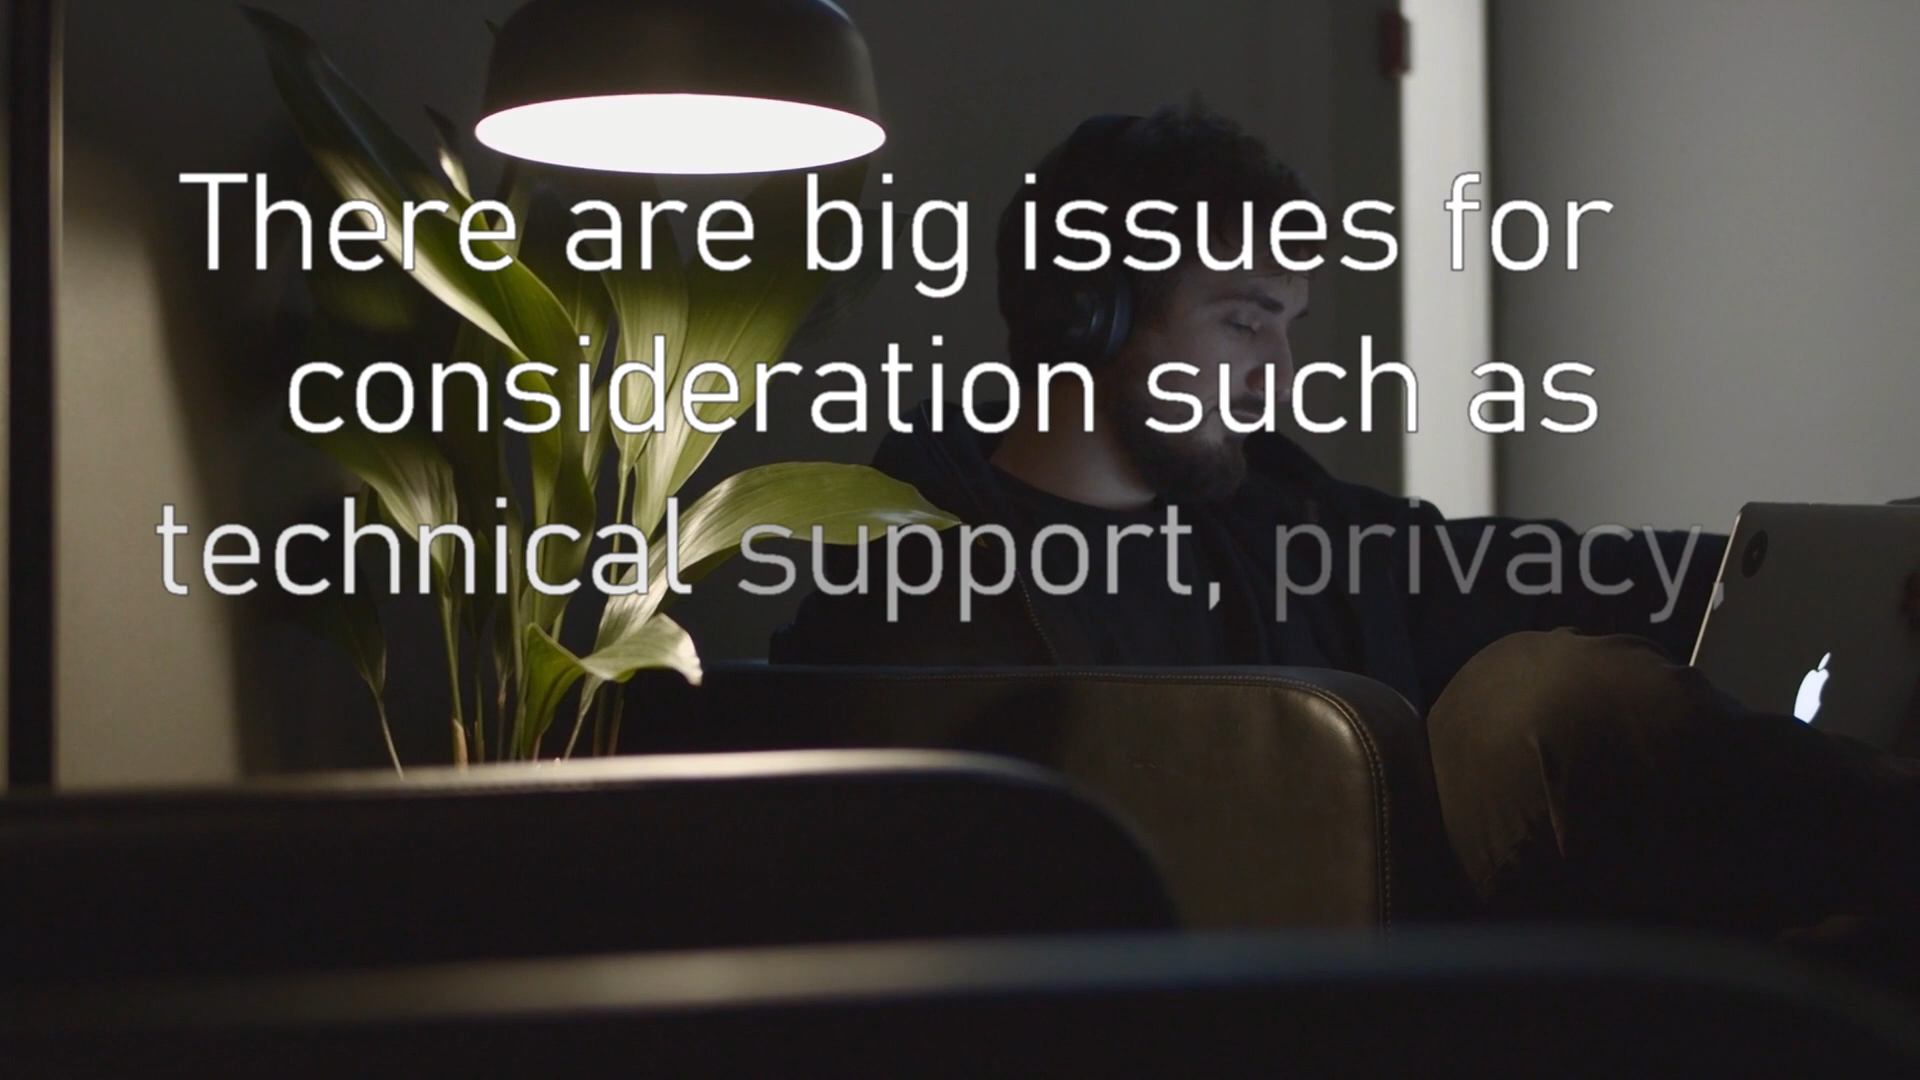 There are big issues for
consideration such as
technical support, privacy,